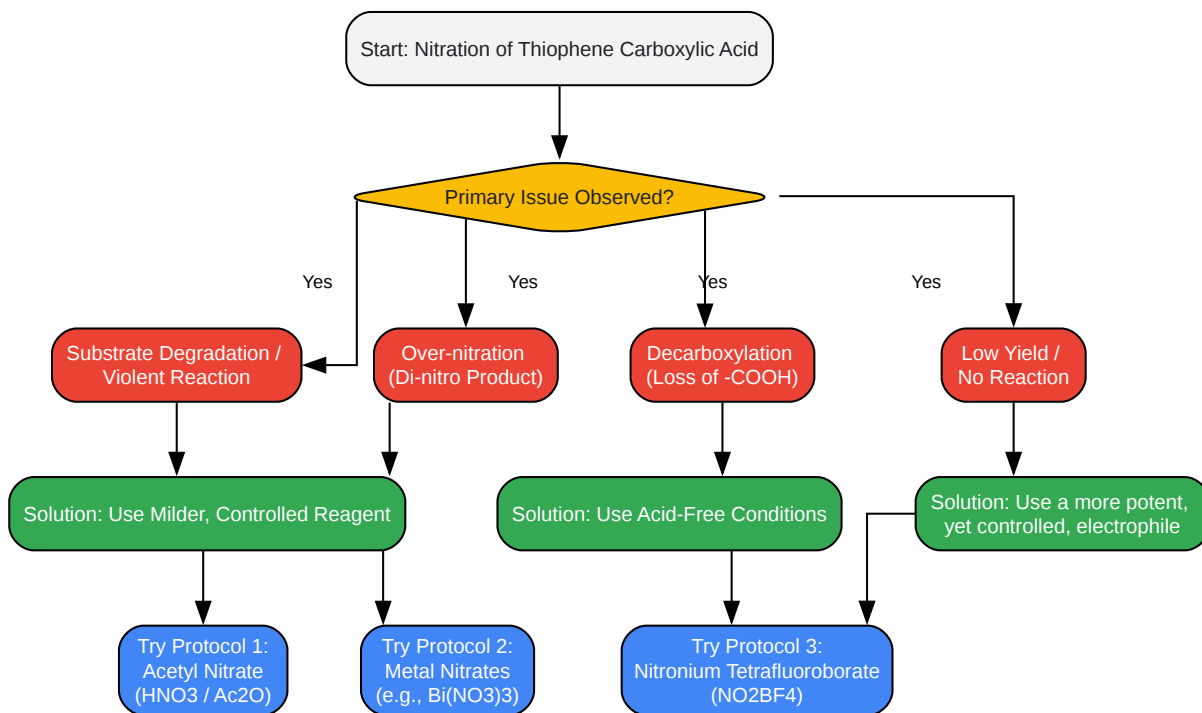 Start: Nitration of Thiophene Carboxylic Acid
Primary Issue Observed?
Yes
Yes
Yes
Yes
Substrate Degradation /
Violent Reaction
Over-nitration
(Di-nitro Product)
Decarboxylation
(Loss of -COOH)
Low Yield /
No Reaction
Solution: Use Milder, Controlled Reagent
Solution: Use Acid-Free Conditions
Solution: Use a more potent,
yet controlled, electrophile
Try Protocol 1:
Acetyl Nitrate
(HNO3 / Ac2O)
Try Protocol 2:
Metal Nitrates
(e.g., Bi(NO3)3)
Try Protocol 3:
Nitronium Tetrafluoroborate
(NO2BF4)